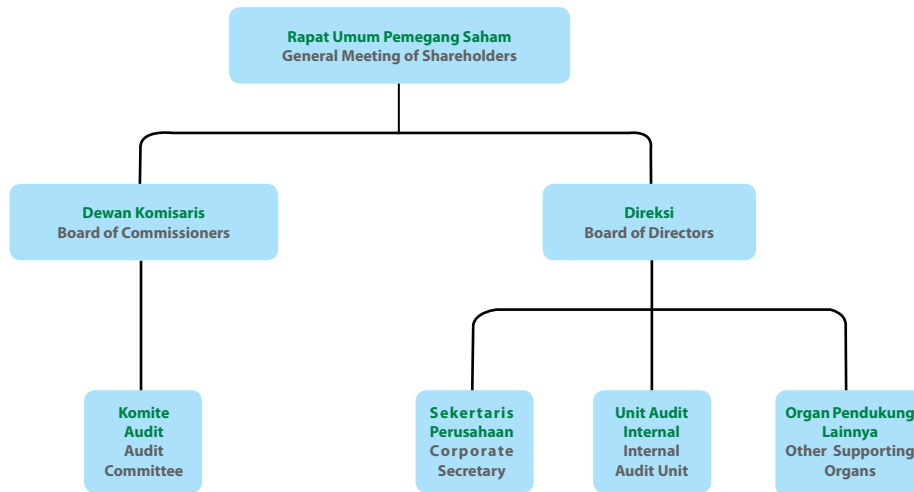 Rapat Umum Pemegang Saham
General Meeting of Shareholders
Dewan Komisaris
Board of Commissioners
Direksi
Board of Directors
Komite
Audit
Audit
Committee
Sekertaris
Perusahaan
Corporate
Secretary
Unit Audit
Internal
Internal
Audit Unit
Organ Pendukung
Lainnya
Other Supporting
Organs